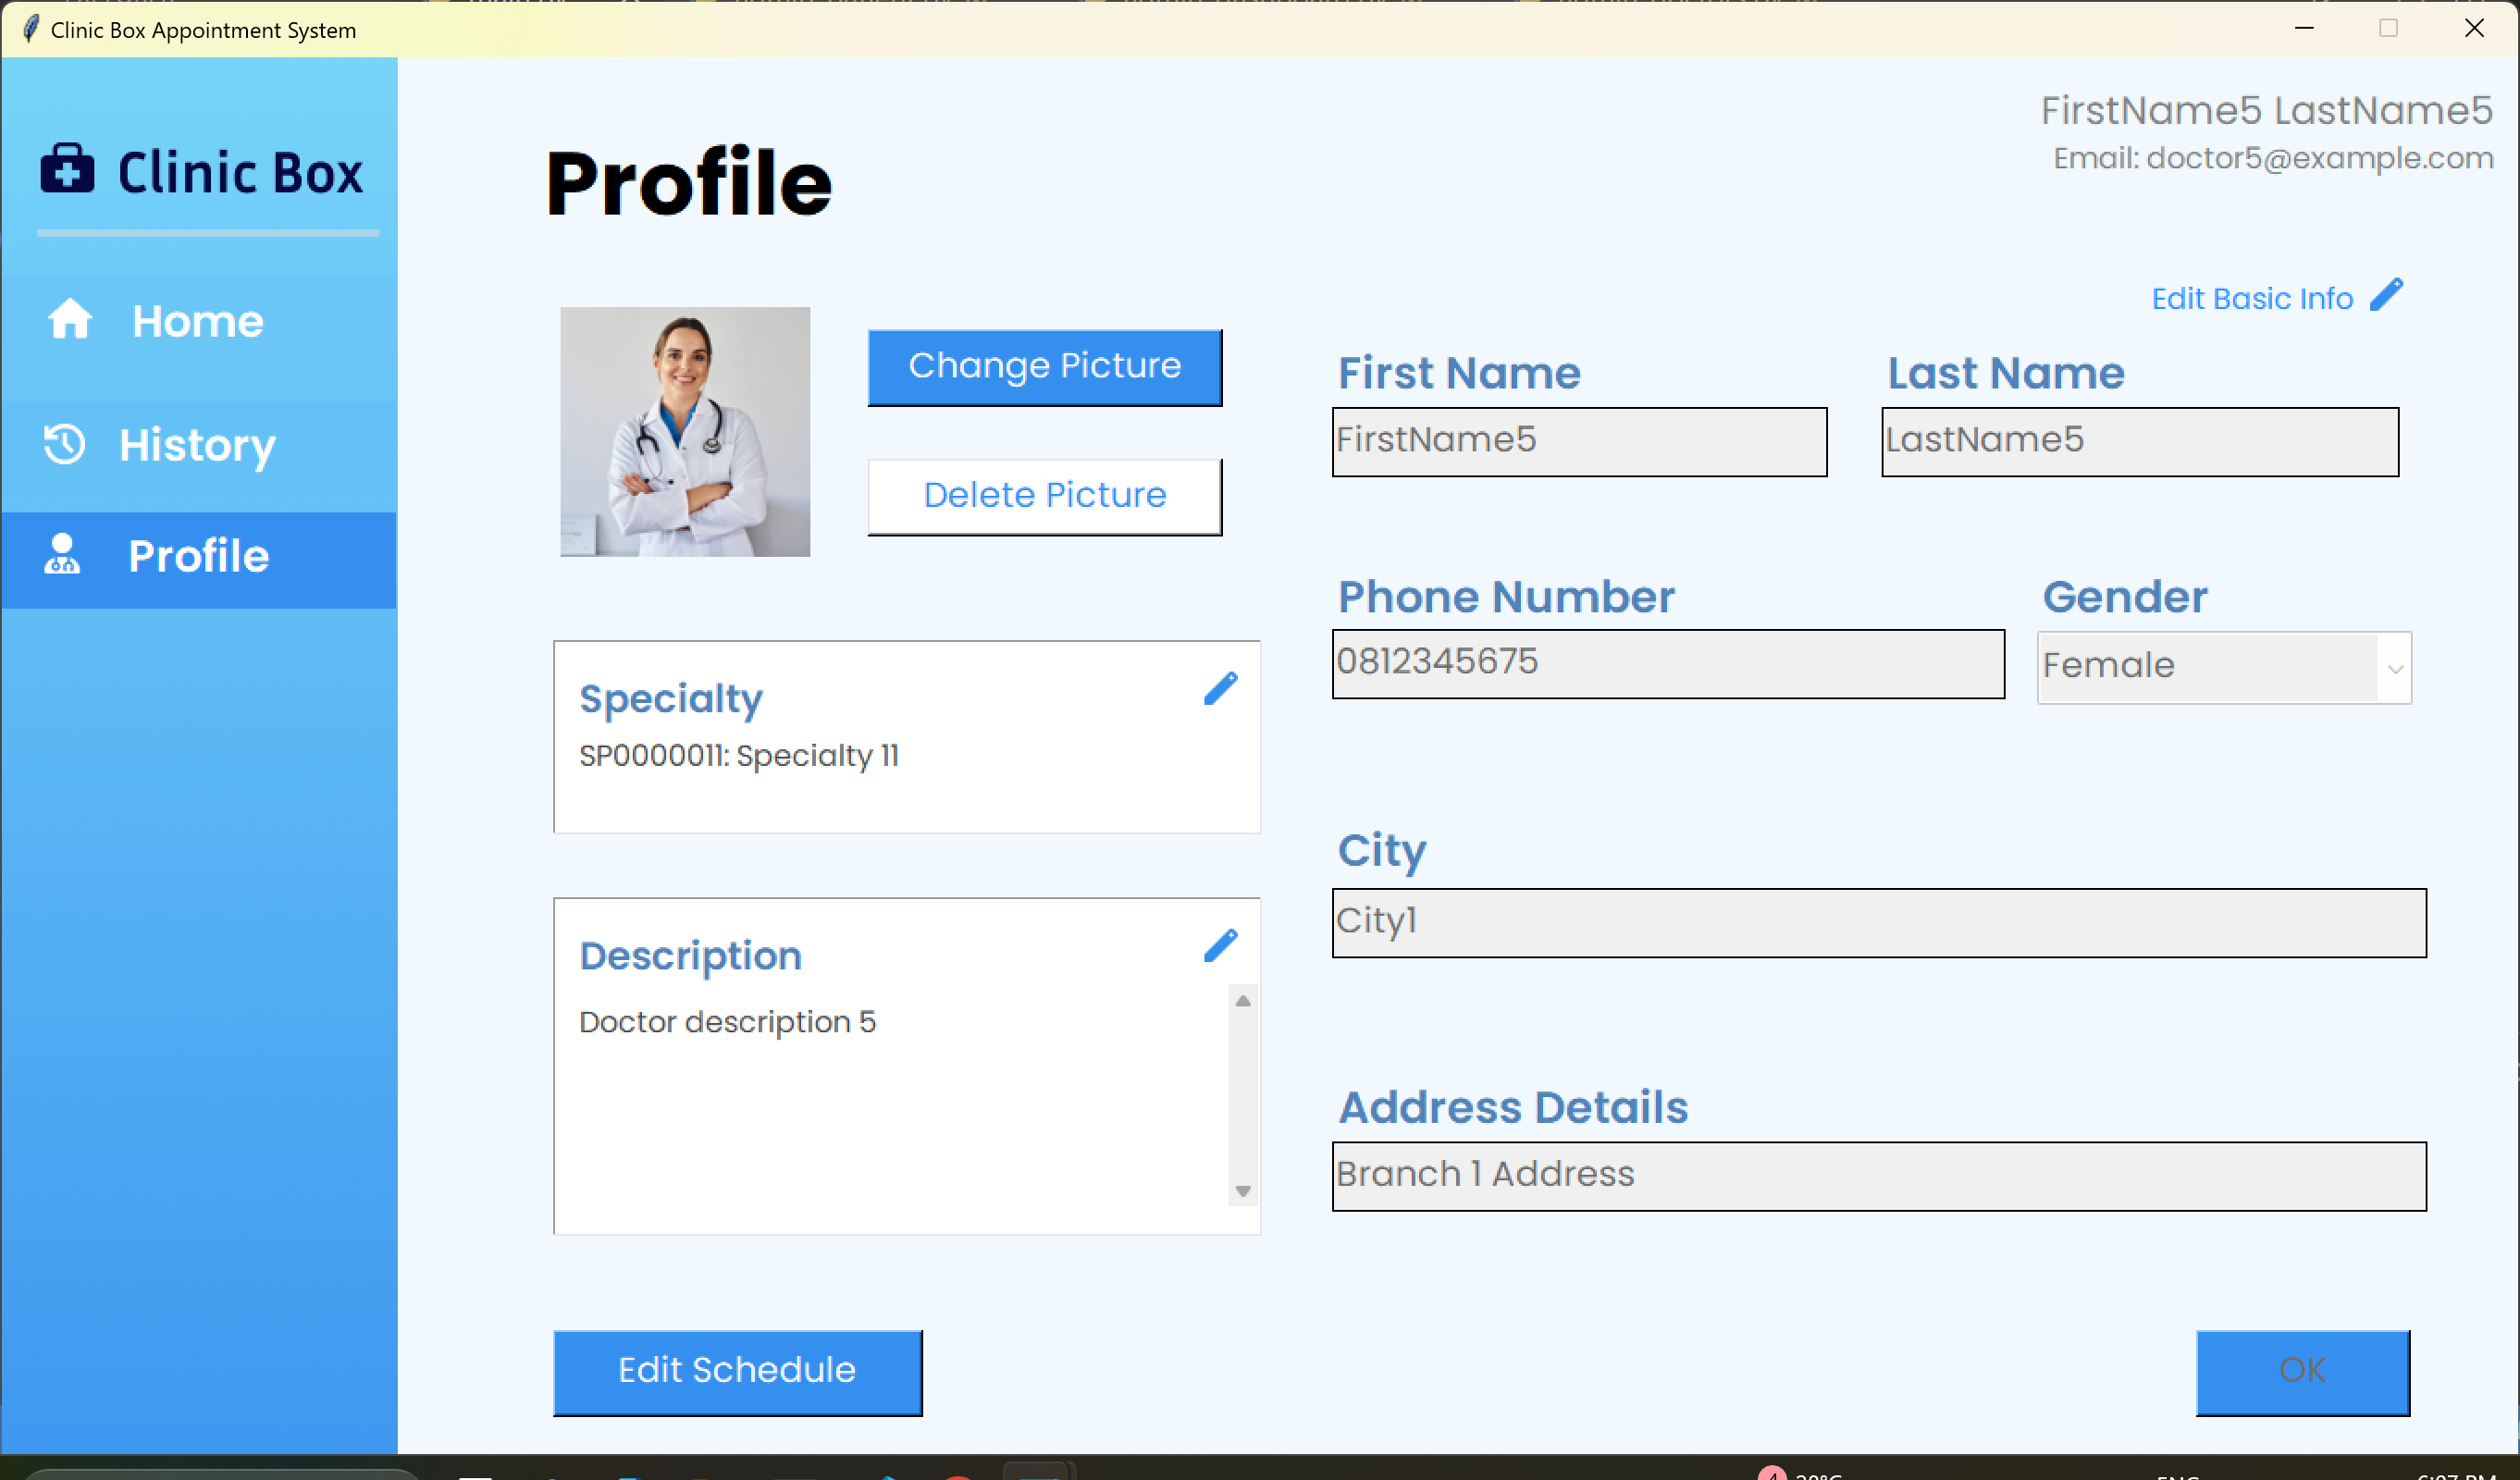 Clinic Box Appointment System
Clinic Box
Home
History
Profile
Profile
FirstName5 LastName5
Email: doctor5@example.com
Change Picture
Delete Picture
Edit Basic Info
First Name
Last Name
FirstName5
LastName5
Phone Number
Gender
0812345675
Female
Specialty
SP0000011: Specialty 11
City
City1
Description
Doctor description 5
Address Details
Branch 1 Address
Edit Schedule
OK